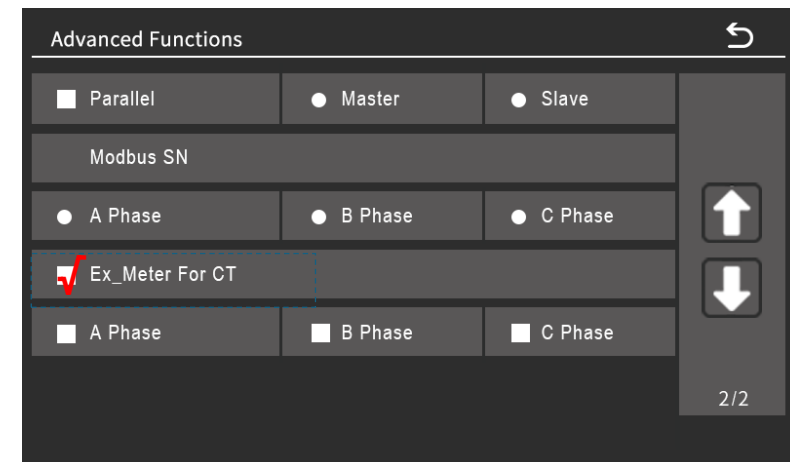 Advanced Functions
Parallel Master Slave
Modbus SN
A Phase B Phase C Phase
Ex_Meter For CT
A Phase B Phase C Phase
2/2